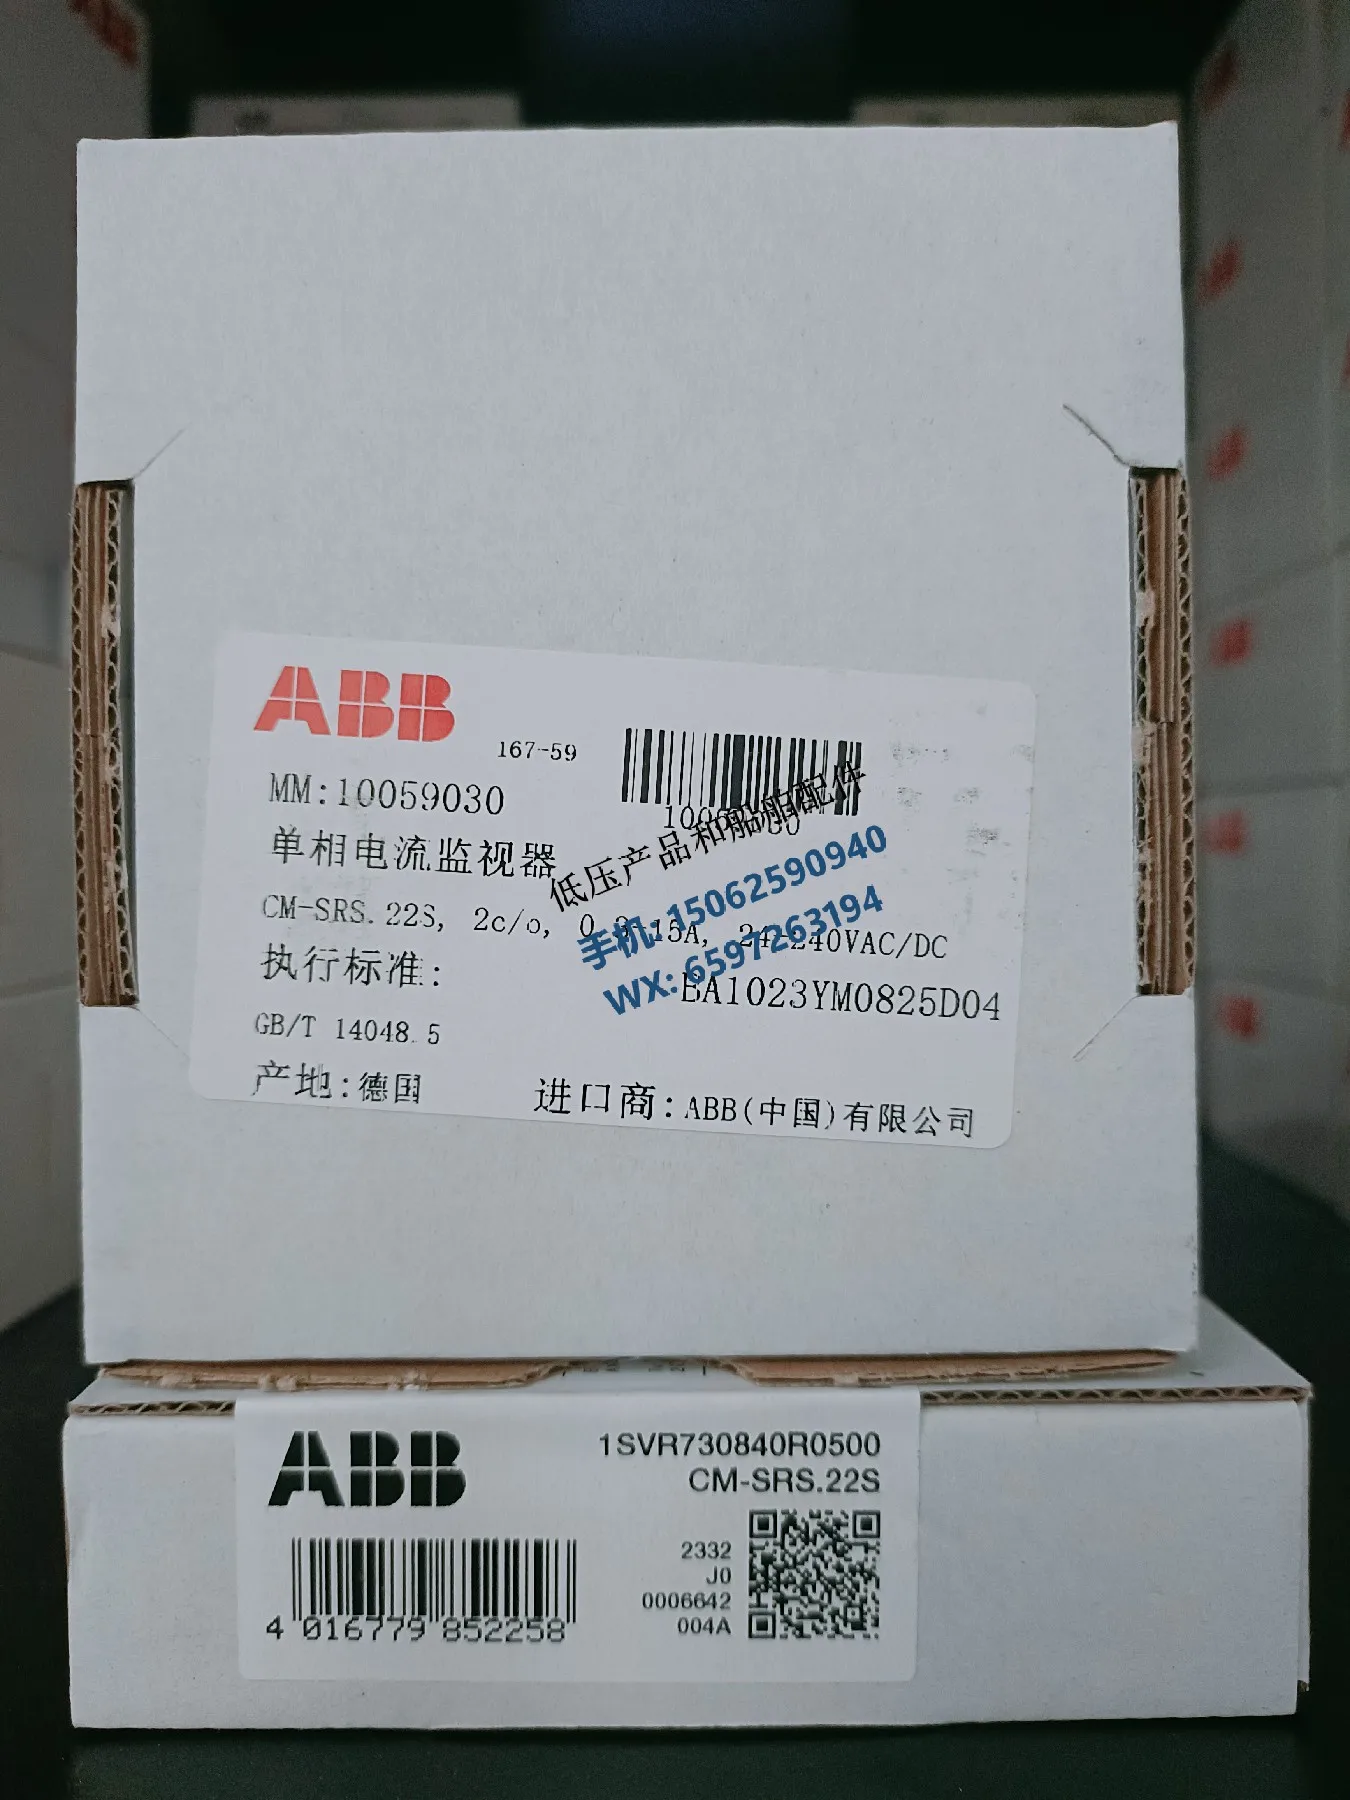 ABB
167-59
MM:10059030
单相电流监视器
低压产品和船舶配件
手机:15062590940
WX:6597263194
CM-SRS.22S, 2c/o, 15A, 240VAC/DC
执行标准:
BA1023YM0825D04
GB/T 14048.5
产地:德国
进口商:ABB(中国)有限公司
ABB
1SVR730840R0500
CM-SRS.22S
2332
J0
0006642
004A
4 016779 852258